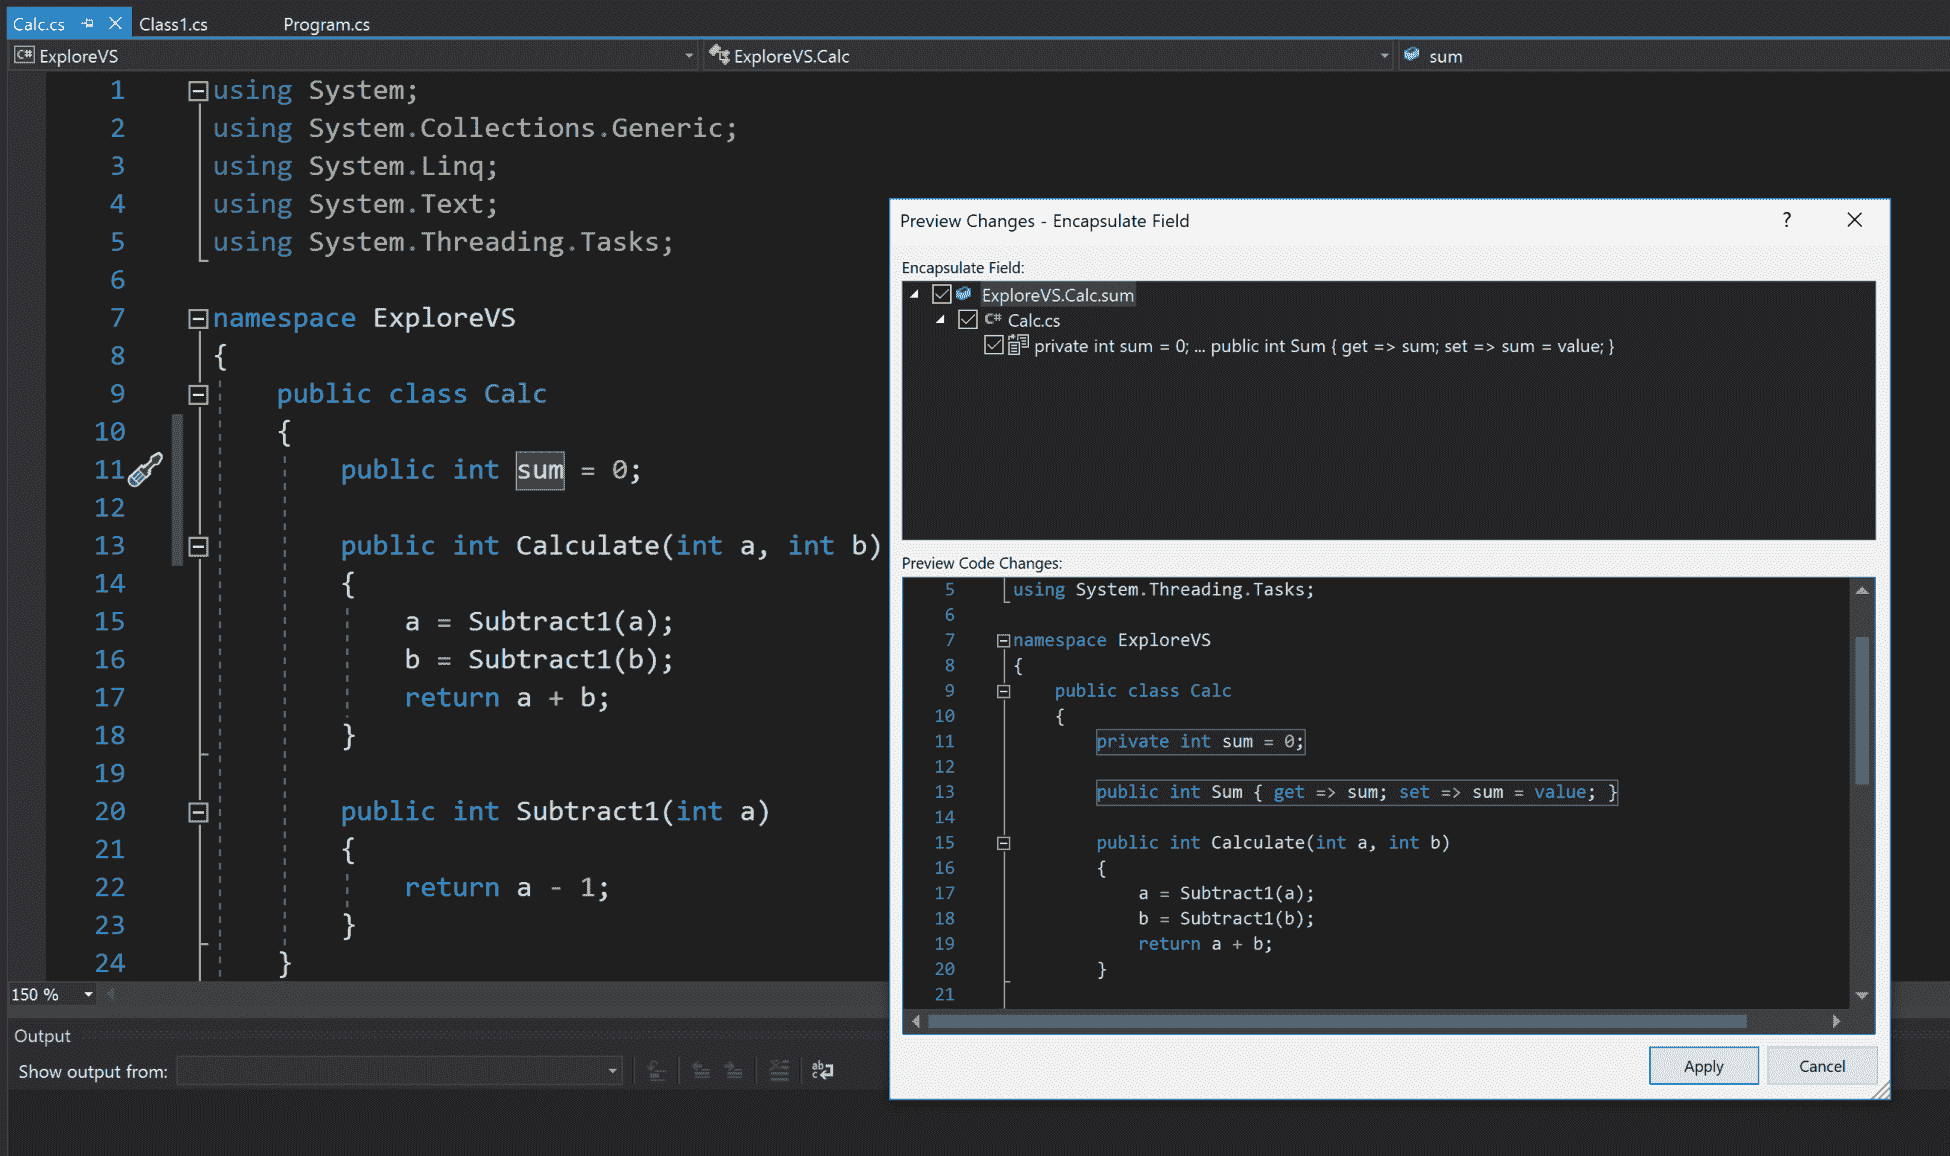 Calc.cs Class1.cs Program.cs
C# ExploreVS ExploreVS.Calc sum
1 using System;
2 using System.Collections.Generic;
3 using System.Linq;
4 using System.Text;
5 using System.Threading.Tasks;
6
7 namespace ExploreVS
8 {
9 public class Calc
10 {
11 public int sum = 0;
12
13 public int Calculate(int a, int b)
14 {
15 a = Subtract1(a);
16 b = Subtract1(b);
17 return a + b;
18 }
19
20 public int Subtract1(int a)
21 {
22 return a - 1;
23 }
24 }
150 %
Output
Show output from:
Preview Changes - Encapsulate Field ?
Encapsulate Field:
ExploreVS.Calc.sum
C# Calc.cs
private int sum = 0; ... public int Sum { get => sum; set => sum = value; }
Preview Code Changes:
5 using System.Threading.Tasks;
6
7 namespace ExploreVS
8 {
9 public class Calc
10 {
11 private int sum = 0;
12
13 public int Sum { get => sum; set => sum = value; }
14
15 public int Calculate(int a, int b)
16 {
17 a = Subtract1(a);
18 b = Subtract1(b);
19 return a + b;
20 }
21
Apply Cancel